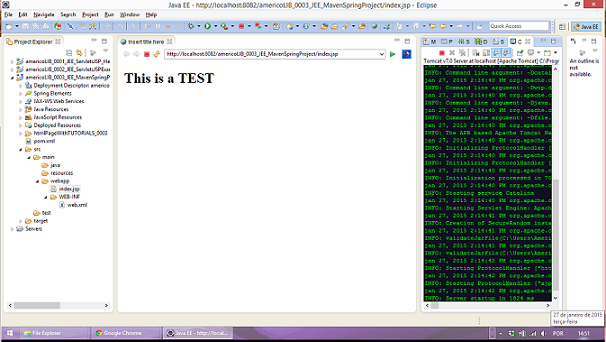 Java EE - http://localhost:8082/americoLIB_0003_JEE_MavenSpringProject/index.jsp - Eclipse
File Edit Navigate Search Project Run Window Help
Quick Access
Java EE
Project Explorer
americoLIB_0003_JEE_ServletJSP_He
americoLIB_0003_JEE_ServletJSPEss
americoLIB_0003_JEE_MavenSpringPr
Deployment Descriptor: americo
Spring Elements
JAX-WS Web Services
Java Resources
JavaScript Resources
Deployed Resources
htmlPageWithTUTORIALS_0003
pom.xml
src
main
java
resources
webapp
index.jsp
WEB-INF
web.xml
test
target
Servers
Insert title here
http://localhost:8082/americoLIB_0003_JEE_MavenSpringProject/index.jsp
This is a TEST
M P S D S C
Tomcat v7.0 Server at localhost [Apache Tomcat] C:\Progr
INFO: Command line argument: -Dcatal
jan 27, 2015 2:14:40 PM org.apache.c
INFO: Command line argument: -Dwtp.d
jan 27, 2015 2:14:40 PM org.apache.c
INFO: Command line argument: -Djava.
jan 27, 2015 2:14:40 PM org.apache.c
INFO: Command line argument: -Dfile.
jan 27, 2015 2:14:40 PM org.apache.c
INFO: The APR based Apache Tomcat Na
jan 27, 2015 2:14:40 PM org.apache.c
INFO: Initializing ProtocolHandler [
jan 27, 2015 2:14:40 PM org.apache.c
INFO: Initializing ProtocolHandler [
jan 27, 2015 2:14:40 PM org.apache.c
INFO: Initialization processed in 70
jan 27, 2015 2:14:40 PM org.apache.c
INFO: Starting service Catalina
jan 27, 2015 2:14:40 PM org.apache.c
INFO: Starting Servlet Engine: Apach
jan 27, 2015 2:14:41 PM org.apache.c
INFO: Creation of SecureRandom inst
jan 27, 2015 2:14:41 PM org.apache.c
INFO: validateJarFile(C:\Users\Ameri
jan 27, 2015 2:14:41 PM org.apache.c
INFO: validateJarFile(C:\Users\Ameri
jan 27, 2015 2:14:42 PM org.apache.c
INFO: Starting ProtocolHandler ["htt
jan 27, 2015 2:14:42 PM org.apache.c
INFO: Starting ProtocolHandler ["ajp
jan 27, 2015 2:14:42 PM org.apache.c
INFO: Server startup in 1824 ms
An outline is
not
available.
27 de janeiro de 2015
terça-feira
File Explorer
Google Chrome
Java EE - http://local...
POR
14:51